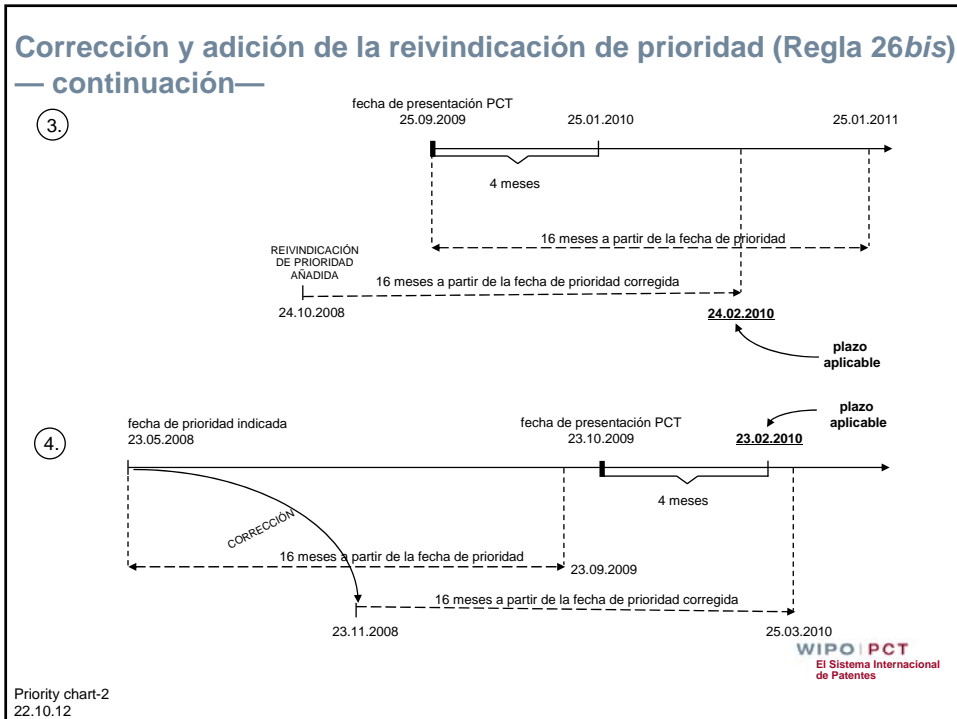 Corrección y adición de la reivindicación de prioridad (Regla 26bis)
— continuación—
3.
fecha de presentación PCT
25.09.2009
25.01.2010
25.01.2011
4 meses
16 meses a partir de la fecha de prioridad
REIVINDICACIÓN
DE PRIORIDAD
AÑADIDA
16 meses a partir de la fecha de prioridad corregida
24.10.2008
24.02.2010
plazo
aplicable
4.
fecha de prioridad indicada
23.05.2008
fecha de presentación PCT
23.10.2009
23.02.2010
plazo
aplicable
4 meses
CORRECCIÓN
16 meses a partir de la fecha de prioridad
23.09.2009
16 meses a partir de la fecha de prioridad corregida
23.11.2008
25.03.2010
WIPO|PCT
El Sistema Internacional
de Patentes
Priority chart-2
22.10.12